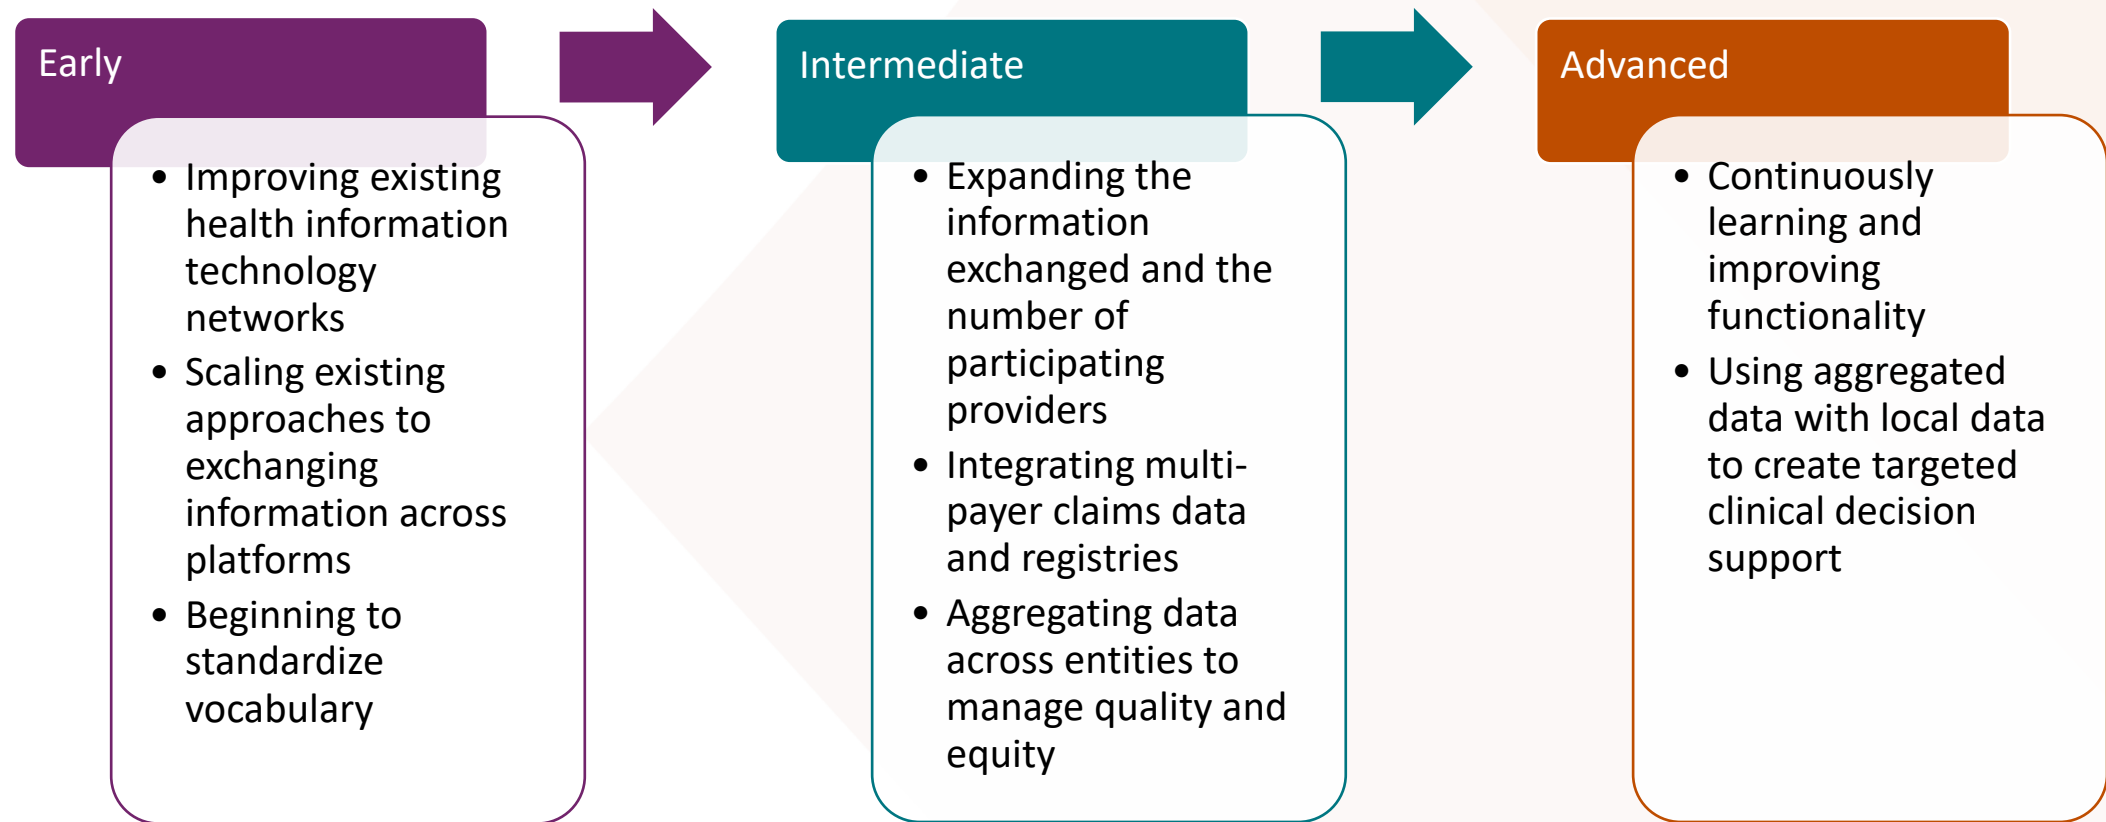 Early
• Improving existing
health information
technology
networks
• Scaling existing
approaches to
exchanging
information across
platforms
• Beginning to
standardize
vocabulary
Intermediate
• Expanding the
information
exchanged and the
number of
participating
providers
• Integrating multi-
payer claims data
and registries
• Aggregating data
across entities to
manage quality and
equity
Advanced
• Continuously
learning and
improving
functionality
• Using aggregated
data with local data
to create targeted
clinical decision
support